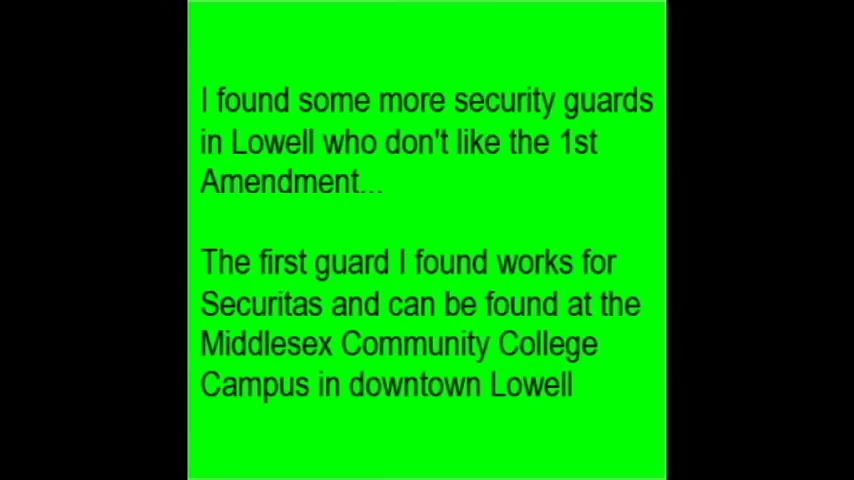 I found some more security guards
in Lowell who don't like the 1st
Amendment...
The first guard I found works for
Securitas and can be found at the
Middlesex Community College
Campus in downtown Lowell